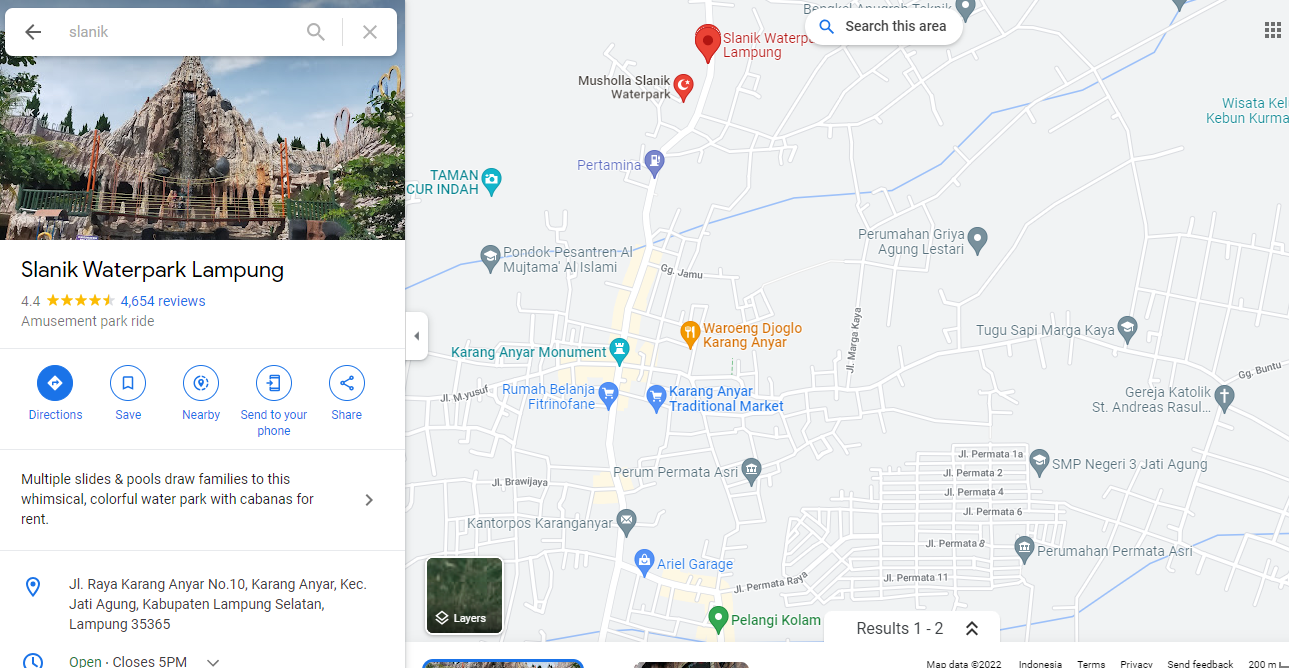 slanik
Slanik Waterpark Lampung
4.4 4,654 reviews
Amusement park ride
Directions
Save
Nearby
Send to your
phone
Share
Multiple slides & pools draw families to this
whimsical, colorful water park with cabanas for
rent.
Jl. Raya Karang Anyar No.10, Karang Anyar, Kec.
Jati Agung, Kabupaten Lampung Selatan,
Lampung 35365
Open · Closes 5PM
Bengkel Anugrah Teknik
Search this area
Slanik Waterpa
Lampung
Musholla Slanik
Waterpark
Wisata Kel
Kebun Kurma
Pertamina
TAMAN
CUR INDAH
Perumahan Griya
Agung Lestari
Pondok Pesantren Al
Mujtama' Al Islami
Gg. Jamu
Waroeng Djoglo
Karang Anyar
Tugu Sapi Marga Kaya
Jl. Marga Kaya
Karang Anyar Monument
Gg. Buntu
Jl. M.yusuf
Rumah Belanja
Fitrinofane
Karang Anyar
Traditional Market
Gereja Katolik
St. Andreas Rasul...
Jl. Permata 1a
SMP Negeri 3 Jati Agung
Perum Permata Asri
Jl. Permata 2
Jl. Brawijaya
Jl. Permata 4
Jl. Permata 6
Kantorpos Karanganyar
Jl. Permata 8
Perumahan Permata Asri
Ariel Garage
Jl. Permata 11
Jl. Permata Raya
Layers
Pelangi Kolam
Results 1 - 2
Map data ©2022 Indonesia Terms Privacy Send feedback 200 m